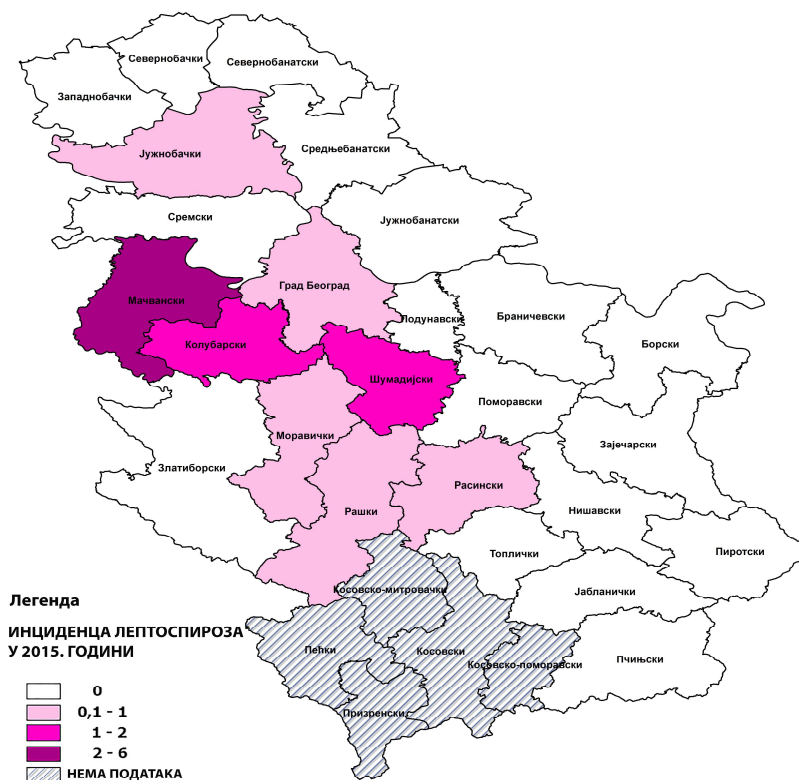 Севернобачки
Севернобанатски
Западнобачки
Јужнобачки
Средњебанатски
Сремски
Јужнобанатски
Град Београд
Мачвански
Подунавски
Браничевски
Колубарски
Борски
Шумадијски
Поморавски
Моравички
Зајечарски
Златиборски
Расински
Рашки
Нишавски
Топлички
Пиротски
Косовско-митровачки
Јабланички
Пећки
Косовски
Косовско-поморавски
Пчињски
Призренски
Легенда
ИНЦИДЕНЦА ЛЕПТОСПИРОЗА
У 2015. ГОДИНИ
0
0,1 - 1
1 - 2
2 - 6
НЕМА ПОДАТАКА